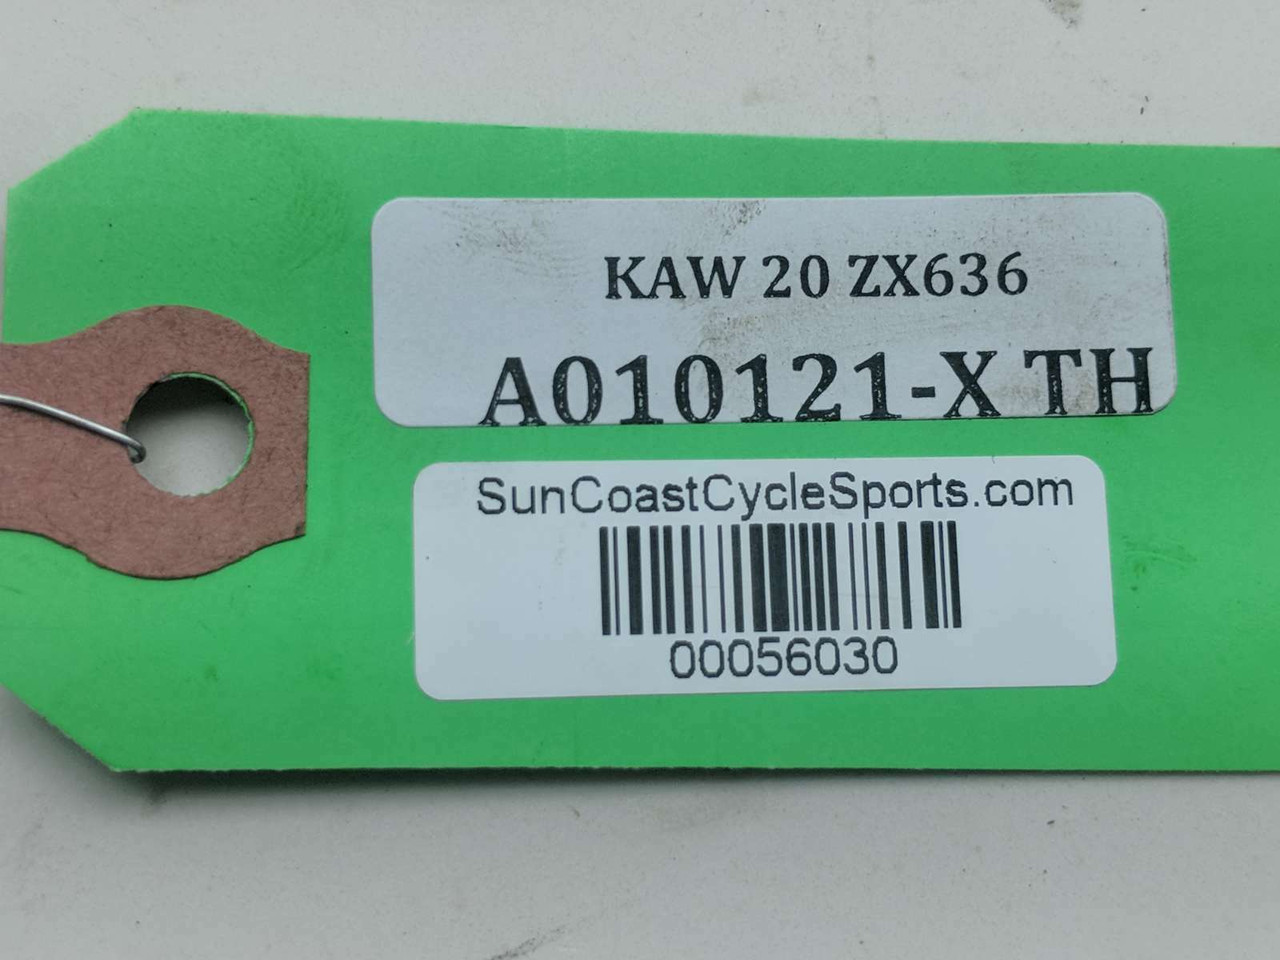 KAW 20 ZX636
A010121-X TH
SunCoastCycleSports.com
00056030